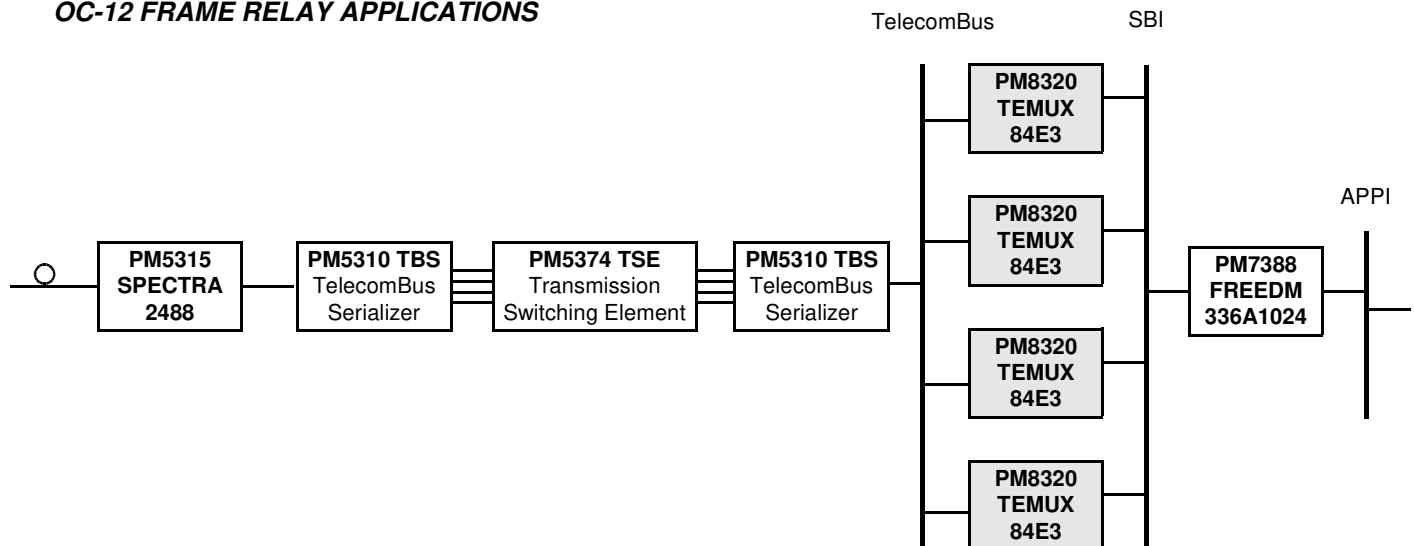 OC-12 FRAME RELAY APPLICATIONS
TelecomBus
SBI
PM8320
TEMUX
84E3
PM8320
TEMUX
84E3
APPI
PM5315
SPECTRA
2488
PM5310 TBS
TelecomBus
Serializer
PM5374 TSE
Transmission
Switching Element
PM5310 TBS
TelecomBus
Serializer
PM7388
FREEDM
336A1024
PM8320
TEMUX
84E3
PM8320
TEMUX
84E3